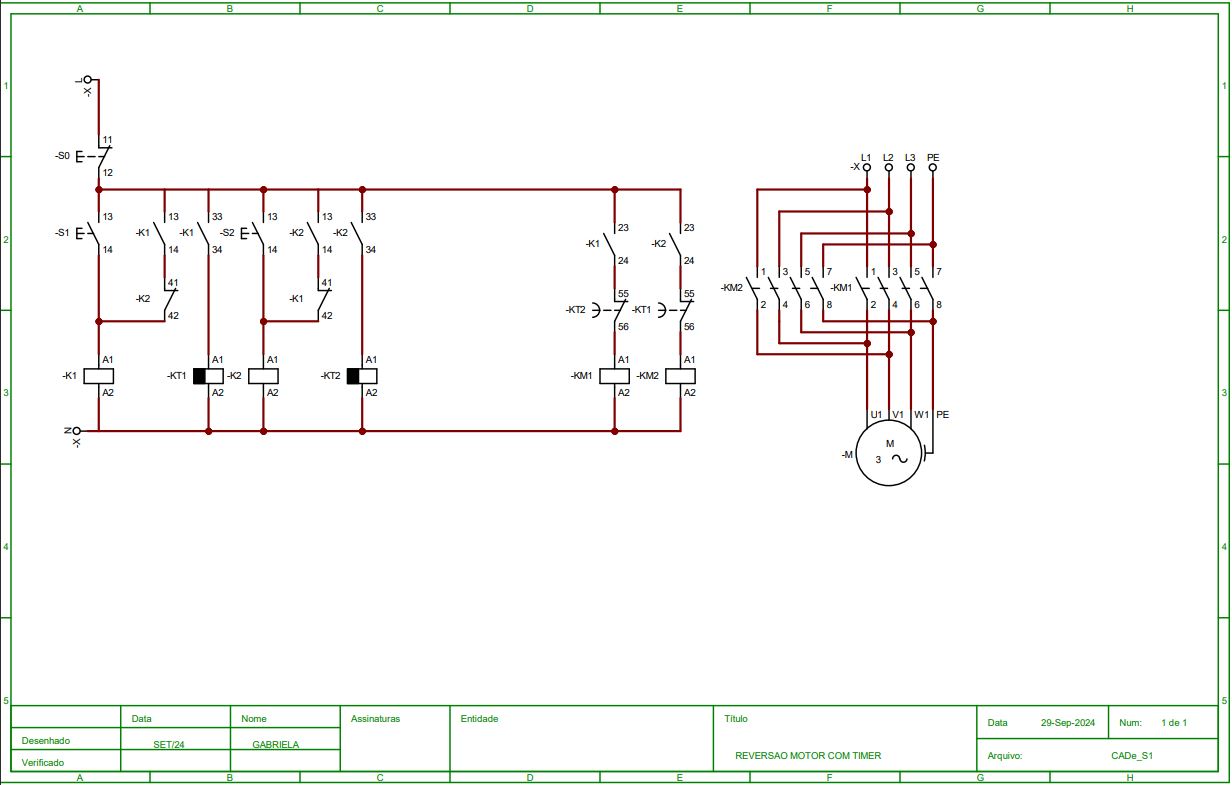 A B C D E F G H
1 1
L
-X
L1 L2 L3 PE
-X
11
-S0
12
2 2
13 13 33 13 13 33
-S1 -K1 -K1 -S2 -K2 -K2
14 14 34 14 14 34
23 23
-K1 -K2
24 24
41 41
-K2 -K1
42 42
55 55
-KT2 -KT1
56 56
1 3 5 7 1 3 5 7
-KM2 -KM1
2 4 6 8 2 4 6 8
3 3
A1 A1 A1 A1 A1 A1
-K1 -KT1 -K2 -KT2 -KM1 -KM2
A2 A2 A2 A2 A2 A2
N
-X
U1 V1 W1 PE
M
-M
3
4 4
5 5
Data Nome Assinaturas Entidade Título
Data 29-Sep-2024 Num: 1 de 1
Desenhado SET/24 GABRIELA
REVERSAO MOTOR COM TIMER
Arquivo: CADe_S1
Verificado
A B C D E F G H